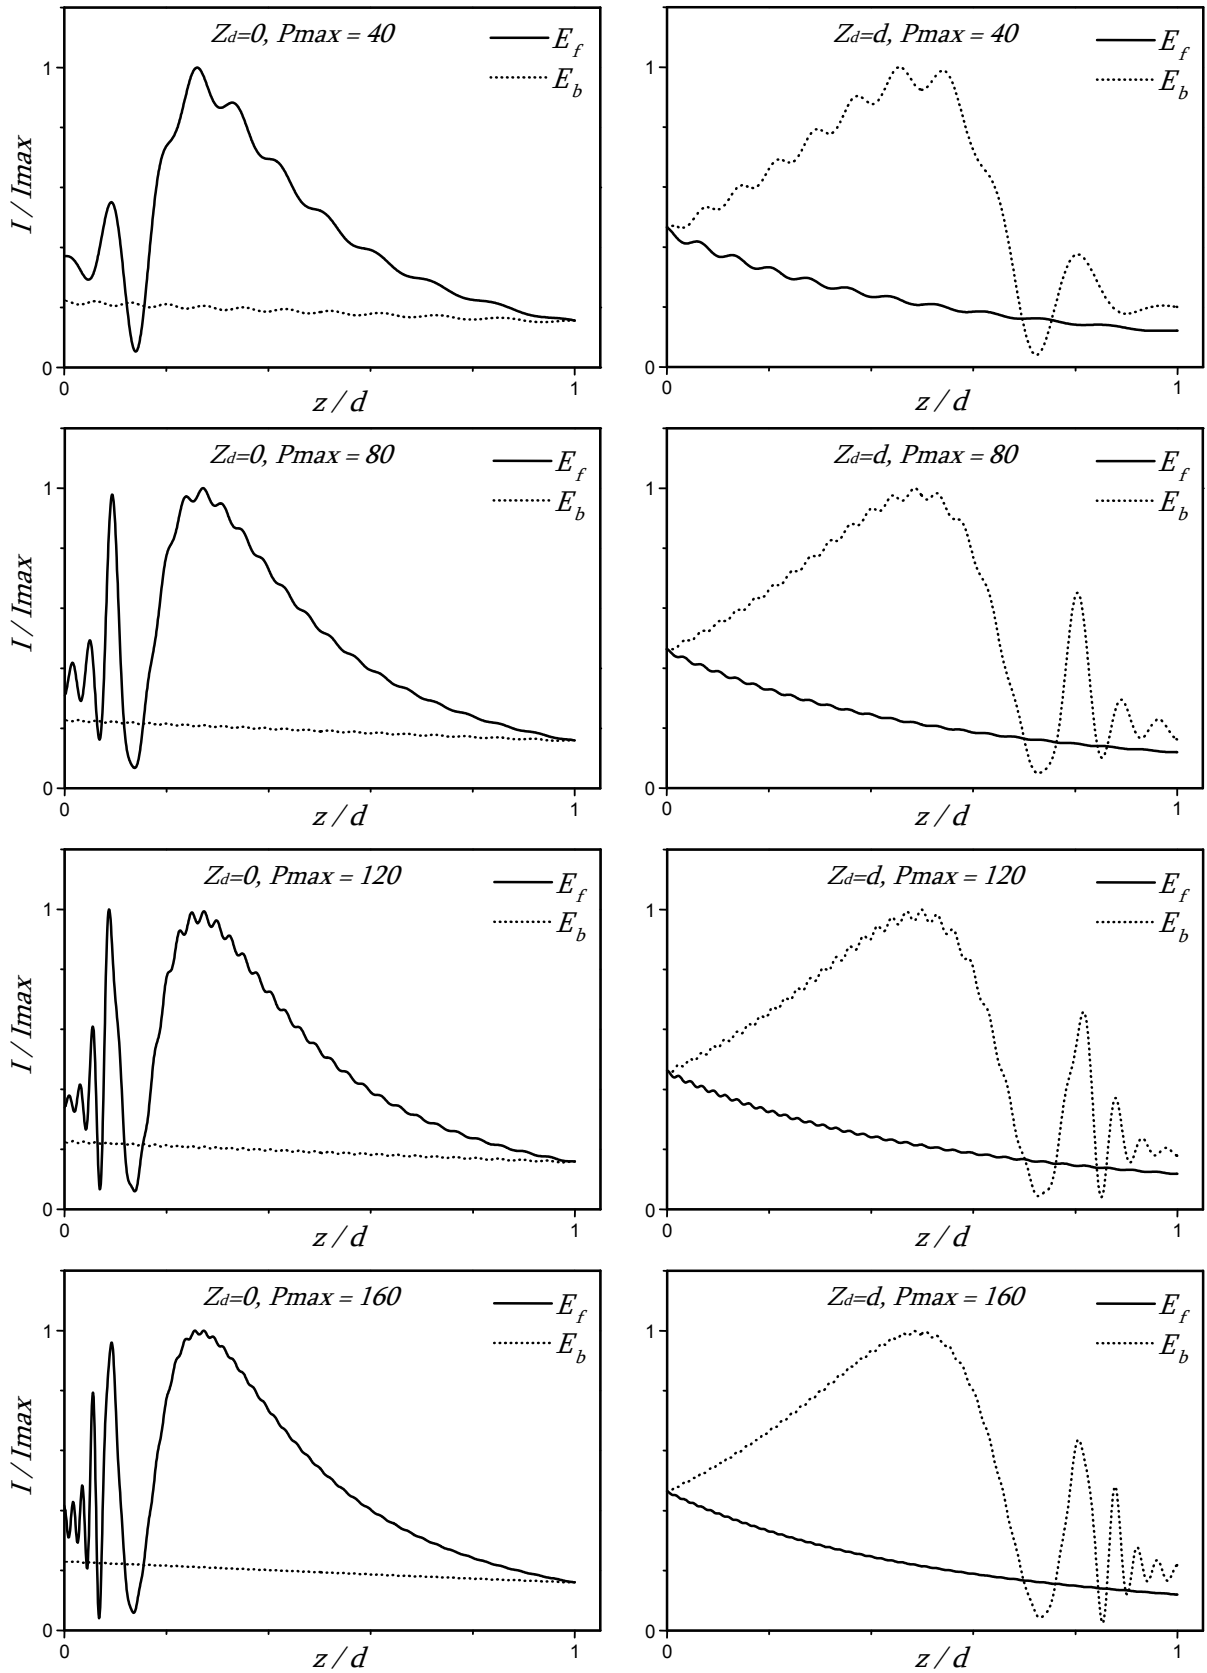 Zd=0, Pmax = 40
Ef
Eb
1
0
I / Imax
0
1
z / d
Zd=d, Pmax = 40
Ef
Eb
1
0
0
1
z / d
Zd=0, Pmax = 80
Ef
Eb
1
0
I / Imax
0
1
z / d
Zd=d, Pmax = 80
Ef
Eb
1
0
0
1
z / d
Zd=0, Pmax = 120
Ef
Eb
1
0
I / Imax
0
1
z / d
Zd=d, Pmax = 120
Ef
Eb
1
0
0
1
z / d
Zd=0, Pmax = 160
Ef
Eb
1
0
I / Imax
0
1
z / d
Zd=d, Pmax = 160
Ef
Eb
1
0
0
1
z / d